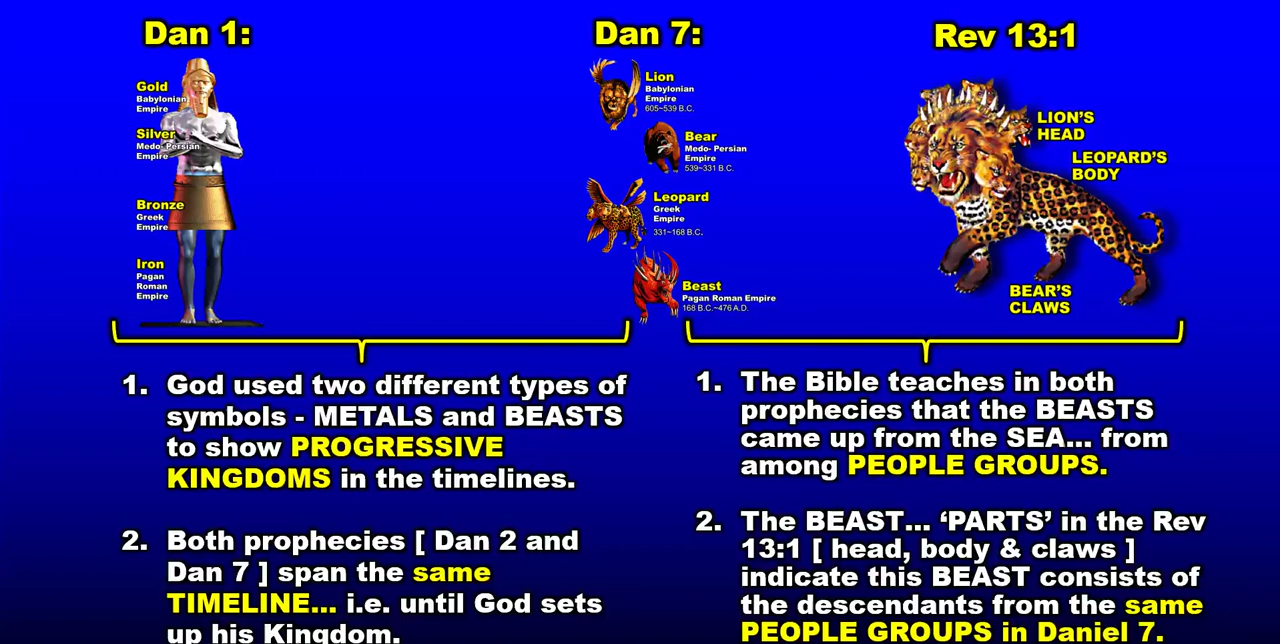 Dan 1:
Gold
Babylonian
Empire
Silver
Medo- Persian
Empire
Bronze
Greek
Empire
Iron
Pagan
Roman
Empire
Dan 7:
Lion
Babylonian
Empire
605~539 B.C.
Bear
Medo- Persian
Empire
539~331 B.C.
Leopard
Greek
Empire
331~168 B.C.
Beast
Pagan Roman Empire
168 B.C.~476 A.D.
Rev 13:1
LION'S
HEAD
LEOPARD'S
BODY
BEAR'S
CLAWS
1. God used two different types of
symbols - METALS and BEASTS
to show PROGRESSIVE
KINGDOMS in the timelines.
2. Both prophecies [ Dan 2 and
Dan 7 ] span the same
TIMELINE... i.e. until God sets
up his Kingdom.
1. The Bible teaches in both
prophecies that the BEASTS
came up from the SEA... from
among PEOPLE GROUPS.
2. The BEAST... ‘PARTS’ in the Rev
13:1 [ head, body & claws ]
indicate this BEAST consists of
the descendants from the same
PEOPLE GROUPS in Daniel 7.